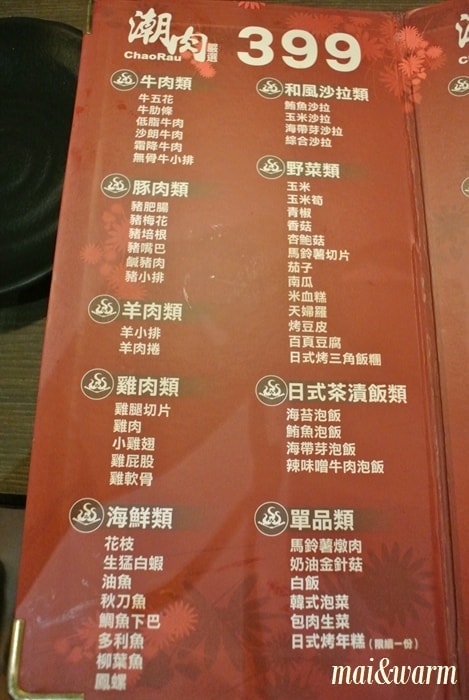 潮肉 嚴選 399
ChaoRau
牛肉類
牛五花
牛肋條
低脂牛肉
沙朗牛肉
霜降牛肉
無骨牛小排
豚肉類
豬肥腸
豬梅花
豬培根
豬嘴巴
鹹豬肉
豬小排
羊肉類
羊小排
羊肉捲
雞肉類
雞腿切片
雞肉
小雞翅
雞屁股
雞軟骨
海鮮類
花枝
生猛白蝦
油魚
秋刀魚
鯛魚下巴
多利魚
柳葉魚
鳳螺
和風沙拉類
鮪魚沙拉
玉米沙拉
海帶芽沙拉
綜合沙拉
野菜類
玉米
玉米筍
青椒
香菇
杏鮑菇
馬鈴薯切片
茄子
南瓜
米血糕
天婦羅
烤豆皮
百頁豆腐
日式烤三角飯糰
日式茶漬飯類
海苔泡飯
鮪魚泡飯
海帶芽泡飯
辣味噌牛肉泡飯
單品類
馬鈴薯燉肉
奶油金針菇
白飯
韓式泡菜
包肉生菜
日式烤年糕(限續一份)
mai&warm